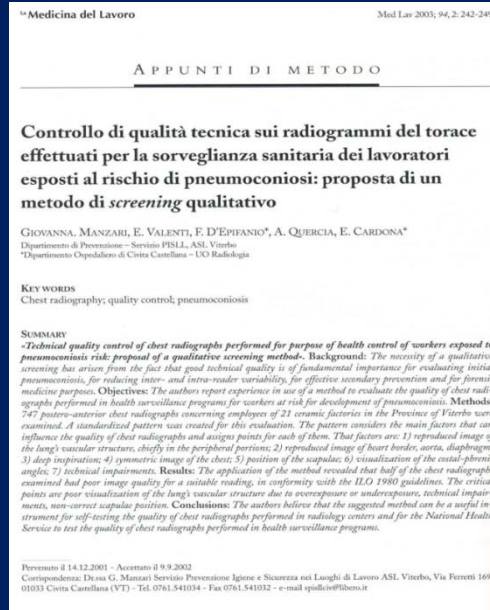 La Medicina del Lavoro
Med Lav 2003; 94, 2: 242-249
APPUNTI DI METODO
Controllo di qualità tecnica sui radiogrammi del torace
effettuati per la sorveglianza sanitaria dei lavoratori
esposti al rischio di pneumoconiosi: proposta di un
metodo di screening qualitativo
GIOVANNA. MANZARI, E. VALENTI, F. D'EPIFANIO*, A. QUERCIA, E. CARDONA*
Dipartimento di Prevenzione – Servizio PISLL, ASL Viterbo
*Dipartimento Ospedaliero di Civita Castellana – UO Radiologia
KEY WORDS
Chest radiography; quality control; pneumoconiosis
SUMMARY
«Technical quality control of chest radiographs performed for purpose of health control of workers exposed to
pneumoconiosis risk: proposal of a qualitative screening method». Background: The necessity of a qualitative
screening has arisen from the fact that good technical quality is of fundamental importance for evaluating initial
pneumoconiosis, for reducing inter- and intra-reader variability, for effective secondary prevention and for forensic
medicine purposes. Objectives: The authors report experience in use of a method to evaluate the quality of chest radi-
ographs performed in health surveillance programs for workers at risk for development of pneumoconiosis. Methods:
747 postero-anterior chest radiographs concerning employees of 21 ceramic factories in the Province of Viterbo were
examined. A standardized pattern was created for this evaluation. The pattern considers the main factors that can
influence the quality of chest radiographs and assigns points for each of them. That factors are: 1) reproduced image of
the lung's vascular structure, chiefly in the peripheral portions; 2) reproduced image of heart border, aorta, diaphragm;
3) deep inspiration; 4) symmetric image of the chest; 5) position of the scapulae; 6) visualization of the costal-phrenic
angles; 7) technical impairments. Results: The application of the method revealed that half of the chest radiographs
examined had poor image quality for a suitable reading, in conformity with the ILO 1980 guidelines. The critical
points are poor visualization of the lung's vascular structure due to overexposure or underexposure, technical impair-
ments, non-correct scapulae position. Conclusions: The authors believe that the suggested method can be a useful in-
strument for self-testing the quality of chest radiographs performed in radiology centers and for the National Health
Service to test the quality of chest radiographs performed in health surveillance programs.
Pervenuto il 14.12.2001 – Accettato il 9.9.2002
Corrispondenza: Dr.ssa G. Manzari Servizio Prevenzione Igiene e Sicurezza nei Luoghi di Lavoro ASL Viterbo, Via Ferretti 169,
01033 Civita Castellana (VT) - Tel. 0761.541034 - Fax 0761.541032 - e-mail spisllciv@libero.it